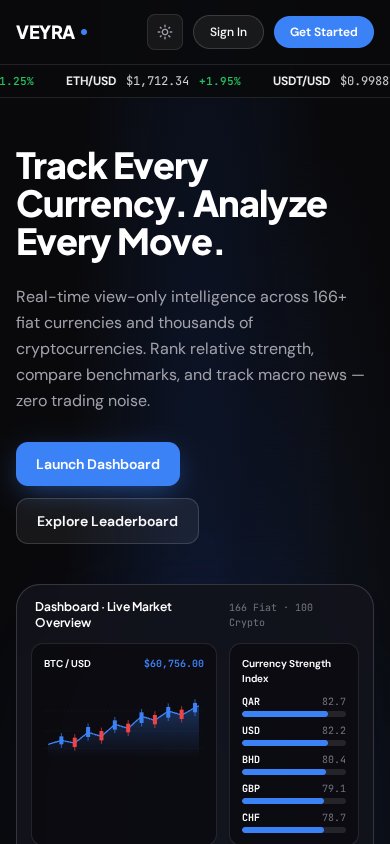 VEYRA
Sign In
Get Started
1.25% ETH/USD $1,712.34 +1.95% USDT/USD $0.9988
Track Every
Currency. Analyze
Every Move.
Real-time view-only intelligence across 166+
fiat currencies and thousands of
cryptocurrencies. Rank relative strength,
compare benchmarks, and track macro news —
zero trading noise.
Launch Dashboard
Explore Leaderboard
Dashboard · Live Market
Overview
166 Fiat · 100
Crypto
BTC / USD $60,756.00
Currency Strength
Index
QAR 82.7
USD 82.2
BHD 80.4
GBP 79.1
CHF 78.7